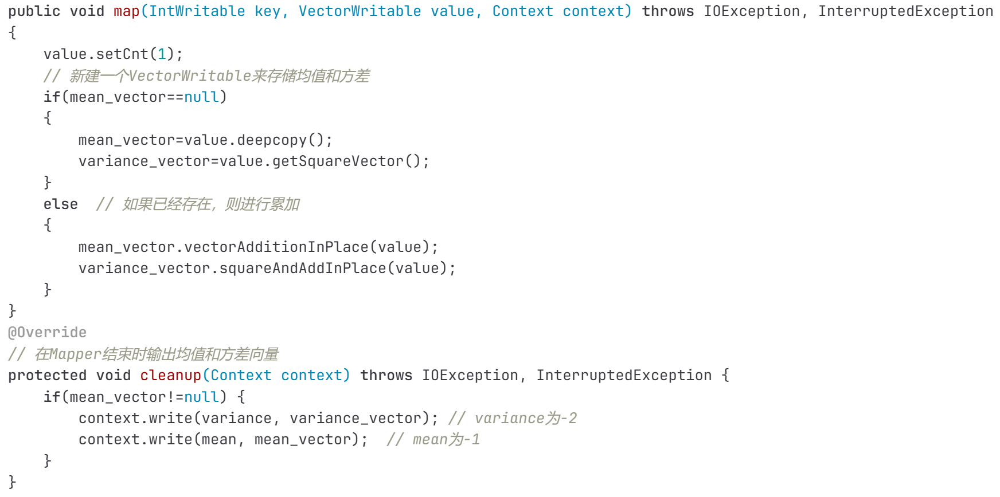 public void map(IntWritable key, VectorWritable value, Context context) throws IOException, InterruptedException
{
    value.setCnt(1);
    // 新建一个VectorWritable来存储均值和方差
    if(mean_vector==null)
    {
        mean_vector=value.deepcopy();
        variance_vector=value.getSquareVector();
    }
    else  // 如果已经存在，则进行累加
    {
        mean_vector.vectorAdditionInPlace(value);
        variance_vector.squareAndAddInPlace(value);
    }
}
@Override
// 在Mapper结束时输出均值和方差向量
protected void cleanup(Context context) throws IOException, InterruptedException {
    if(mean_vector!=null) {
        context.write(variance, variance_vector); // variance为-2
        context.write(mean, mean_vector);  // mean为-1
    }
}